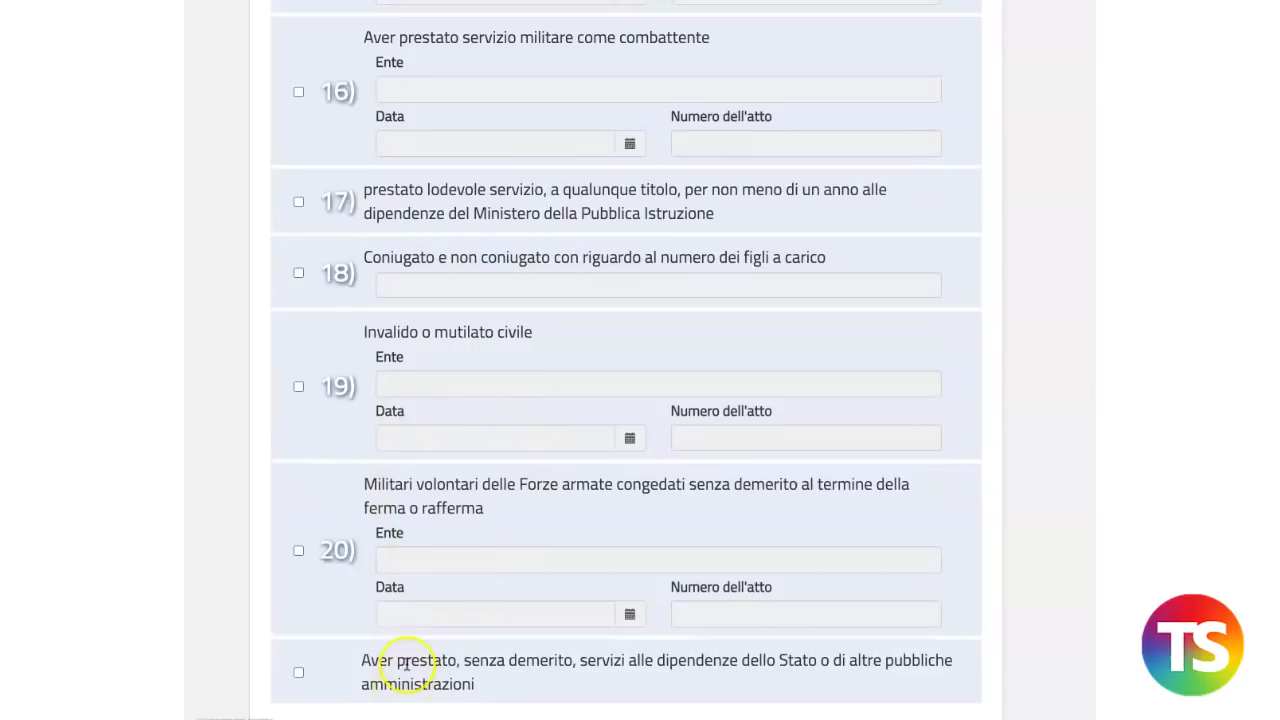 Aver prestato servizio militare come combattente
Ente
16)
Data Numero dell'atto
17) prestato lodevole servizio, a qualunque titolo, per non meno di un anno alle
dipendenze del Ministero della Pubblica Istruzione
Coniugato e non coniugato con riguardo al numero dei figli a carico
18)
Invalido o mutilato civile
Ente
19)
Data Numero dell'atto
Militari volontari delle Forze armate congedati senza demerito al termine della
ferma o rafferma
Ente
20)
Data Numero dell'atto
Aver prestato, senza demerito, servizi alle dipendenze dello Stato o di altre pubbliche
amministrazioni
TS